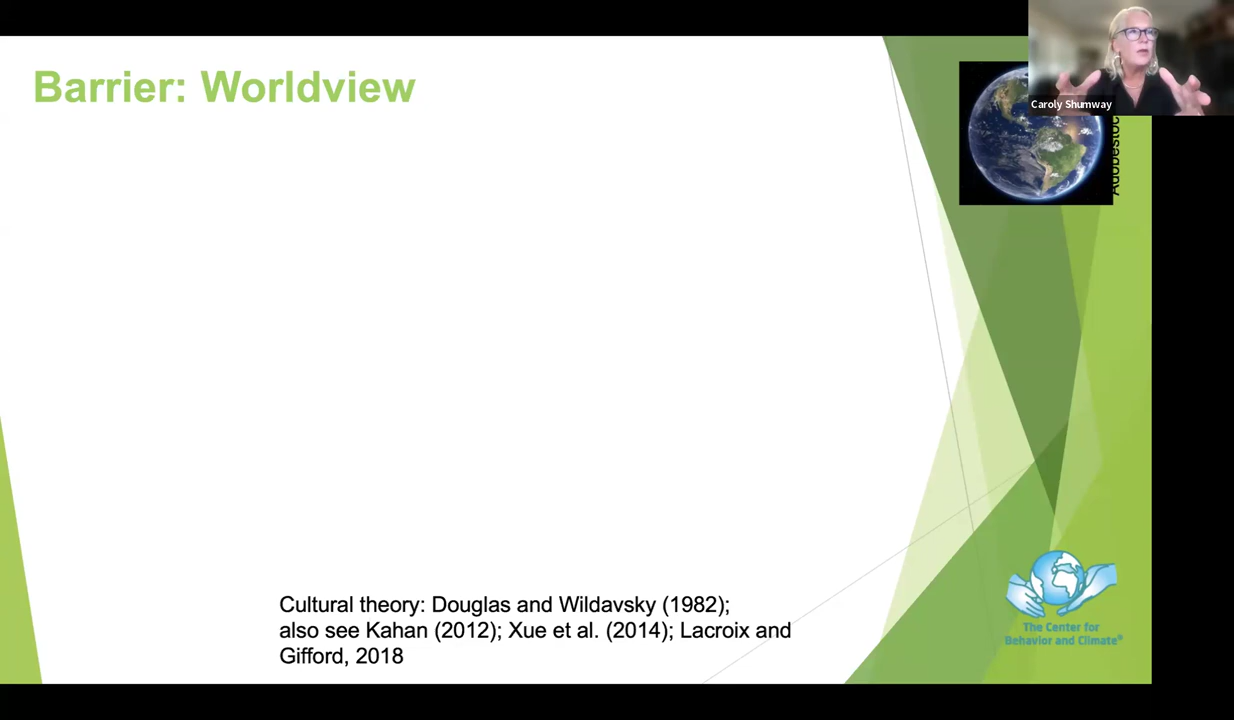 Barrier: Worldview
Caroly Shumway
Cultural theory: Douglas and Wildavsky (1982);
also see Kahan (2012); Xue et al. (2014); Lacroix and
Gifford, 2018
The Center for
Behavior and Climate®